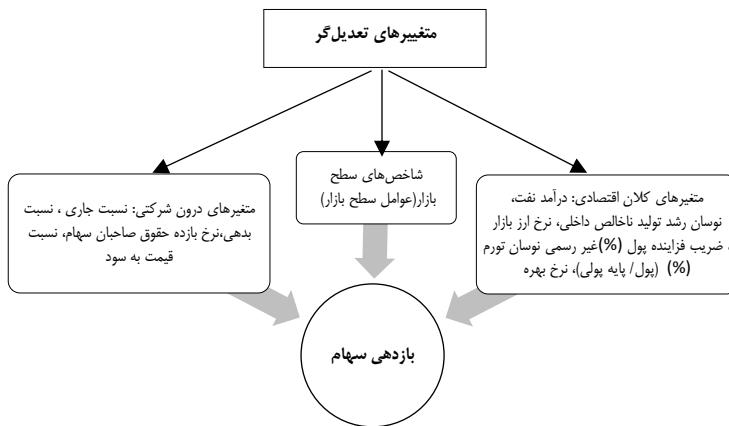 متغییرهای تعدیل‌گر
متغیرهای کلان اقتصادی: درآمد نفت،
نوسان رشد تولید ناخالص داخلی، نرخ ارز بازار
غیر رسمی نوسان تورم (%)، ضریب فزاینده پول
(پول/ پایه پولی)، نرخ بهره (%)
شاخص‌های سطح
بازار(عوامل سطح بازار)
متغیرهای درون شرکتی: نسبت جاری ، نسبت
بدهی،نرخ بازده حقوق صاحبان سهام، نسبت
قیمت به سود
بازدهی سهام